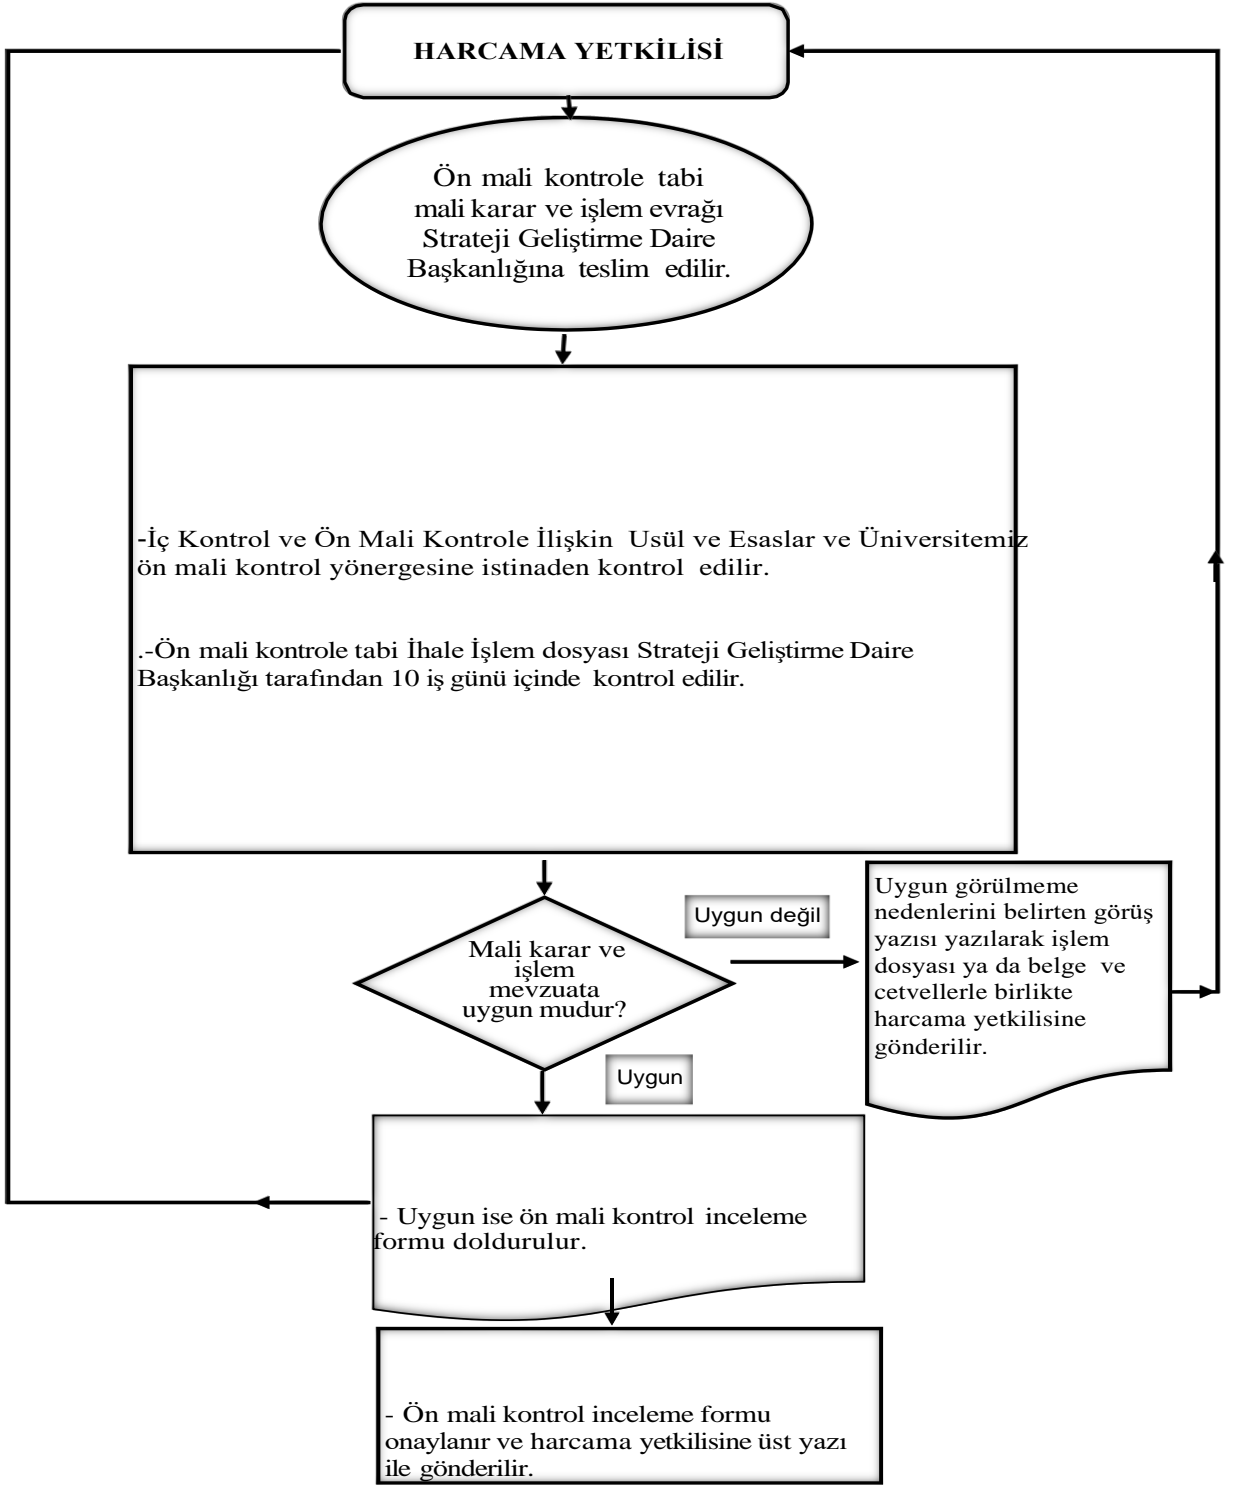 HARCAMA YETKİLİSİ
Ön mali kontrole tabi
mali karar ve işlem evrağı
Strateji Geliştirme Daire
Başkanlığına teslim edilir.
-İç Kontrol ve Ön Mali Kontrole İlişkin Usül ve Esaslar ve Üniversitemiz
ön mali kontrol yönergesine istinaden kontrol edilir.
.-Ön mali kontrole tabi İhale İşlem dosyası Strateji Geliştirme Daire
Başkanlığı tarafından 10 iş günü içinde kontrol edilir.
Mali karar ve
işlem
mevzuata
uygun mudur?
Uygun değil
Uygun görülmeme
nedenlerini belirten görüş
yazısı yazılarak işlem
dosyası ya da belge ve
cetvellerle birlikte
harcama yetkilisine
gönderilir.
Uygun
- Uygun ise ön mali kontrol inceleme
formu doldurulur.
- Ön mali kontrol inceleme formu
onaylanır ve harcama yetkilisine üst yazı
ile gönderilir.